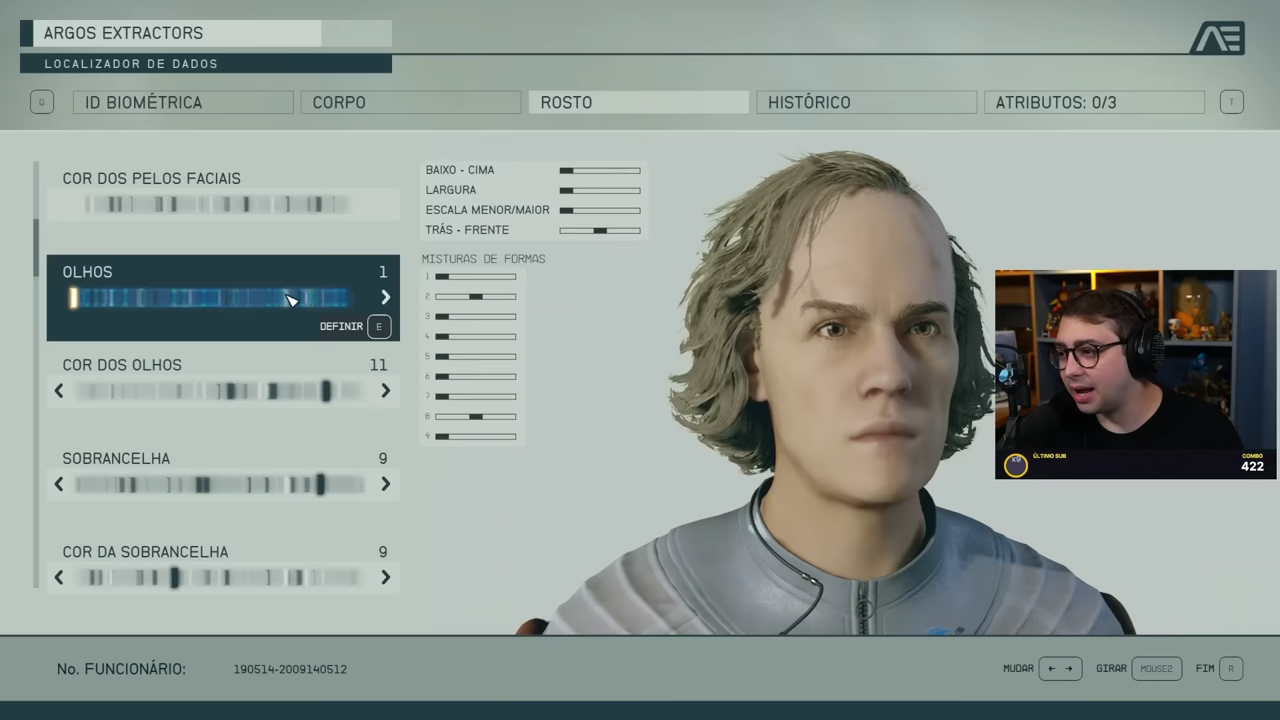 ARGOS EXTRACTORS
LOCALIZADOR DE DADOS
Q
ID BIOMÉTRICA
CORPO
ROSTO
HISTÓRICO
ATRIBUTOS: 0/3
T
COR DOS PELOS FACIAIS
OLHOS 1
DEFINIR E
COR DOS OLHOS 11
SOBRANCELHA 9
COR DA SOBRANCELHA 9
BAIXO - CIMA
LARGURA
ESCALA MENOR/MAIOR
TRÁS - FRENTE
MISTURAS DE FORMAS
1
2
3
4
5
6
7
8
9
ÚLTIMO SUB
COMBO
422
No. FUNCIONÁRIO: 190514-2009140512
MUDAR ← →
GIRAR MOUSE2
FIM R